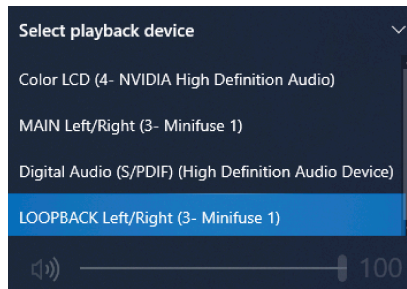 Select playback device
Color LCD (4- NVIDIA High Definition Audio)
MAIN Left/Right (3- Minifuse 1)
Digital Audio (S/PDIF) (High Definition Audio Device)
LOOPBACK Left/Right (3- Minifuse 1)
100